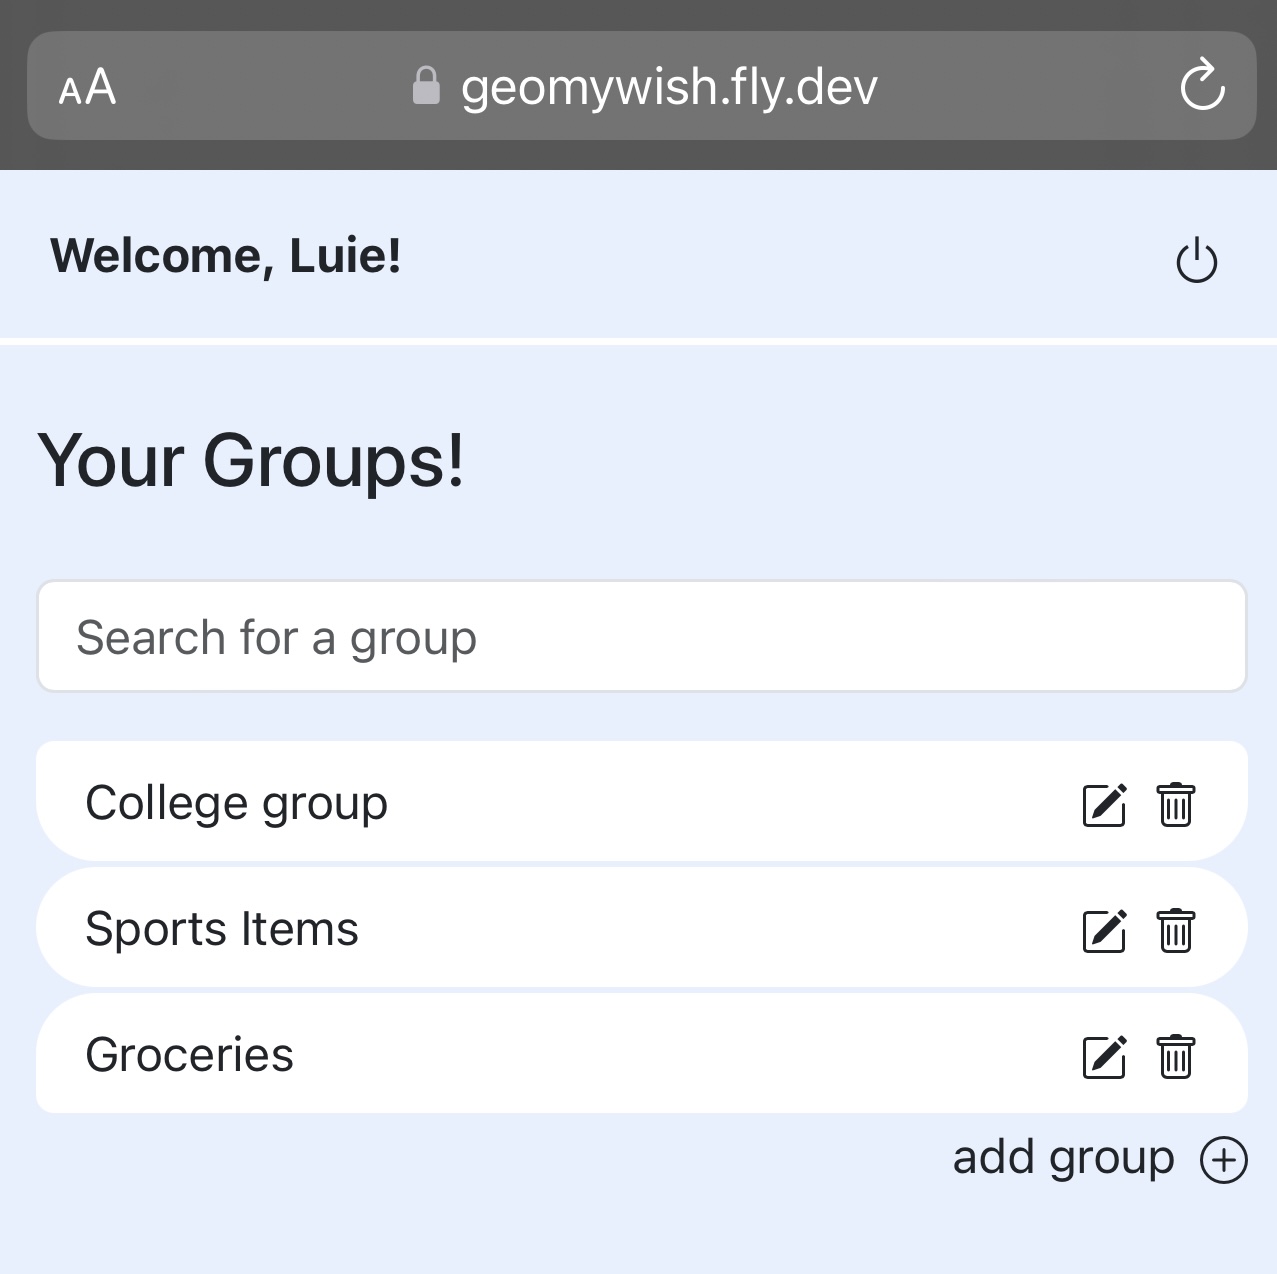 AA
geomywish.fly.dev
Welcome, Luie!
Your Groups!
Search for a group
College group
Sports Items
Groceries
add group